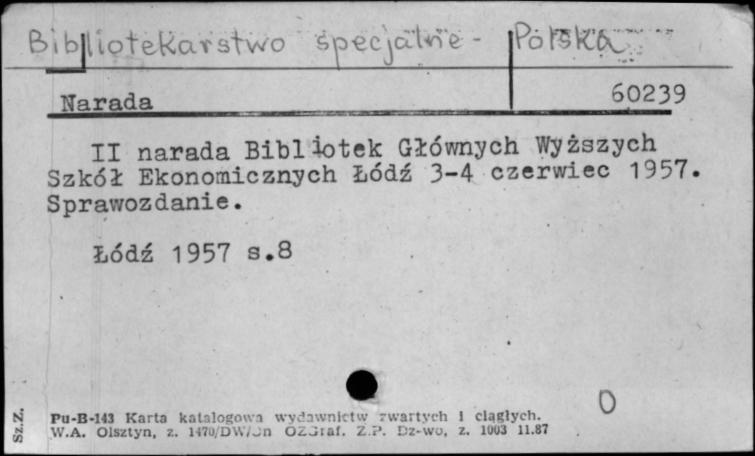 Bibliotekarstwo specjalne - Polska
Narada 60239
II narada Bibliotek Głównych Wyższych
Szkół Ekonomicznych Łódź 3-4 czerwiec 1957.
Sprawozdanie.
Łódź 1957 s.8
0
Sz.Z.
Pu-B-143 Karta katalogowa wydawnictw zwartych i ciągłych.
W.A. Olsztyn, z. 1470/DW/Jn OZGraf. Z.P. Dz-wo, z. 1003 11.87